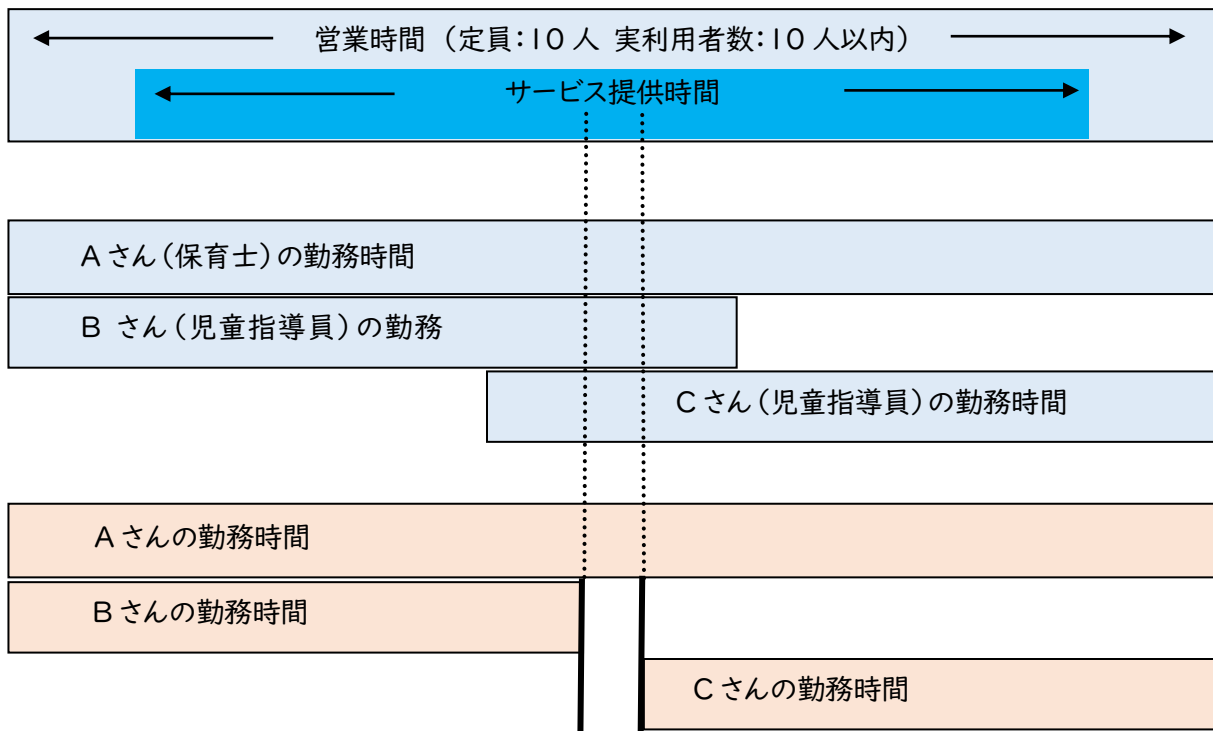 営業時間 (定員:10人 実利用者数:10人以内)
サービス提供時間
Aさん(保育士)の勤務時間
B さん(児童指導員)の勤務
Cさん(児童指導員)の勤務時間
Aさんの勤務時間
Bさんの勤務時間
Cさんの勤務時間